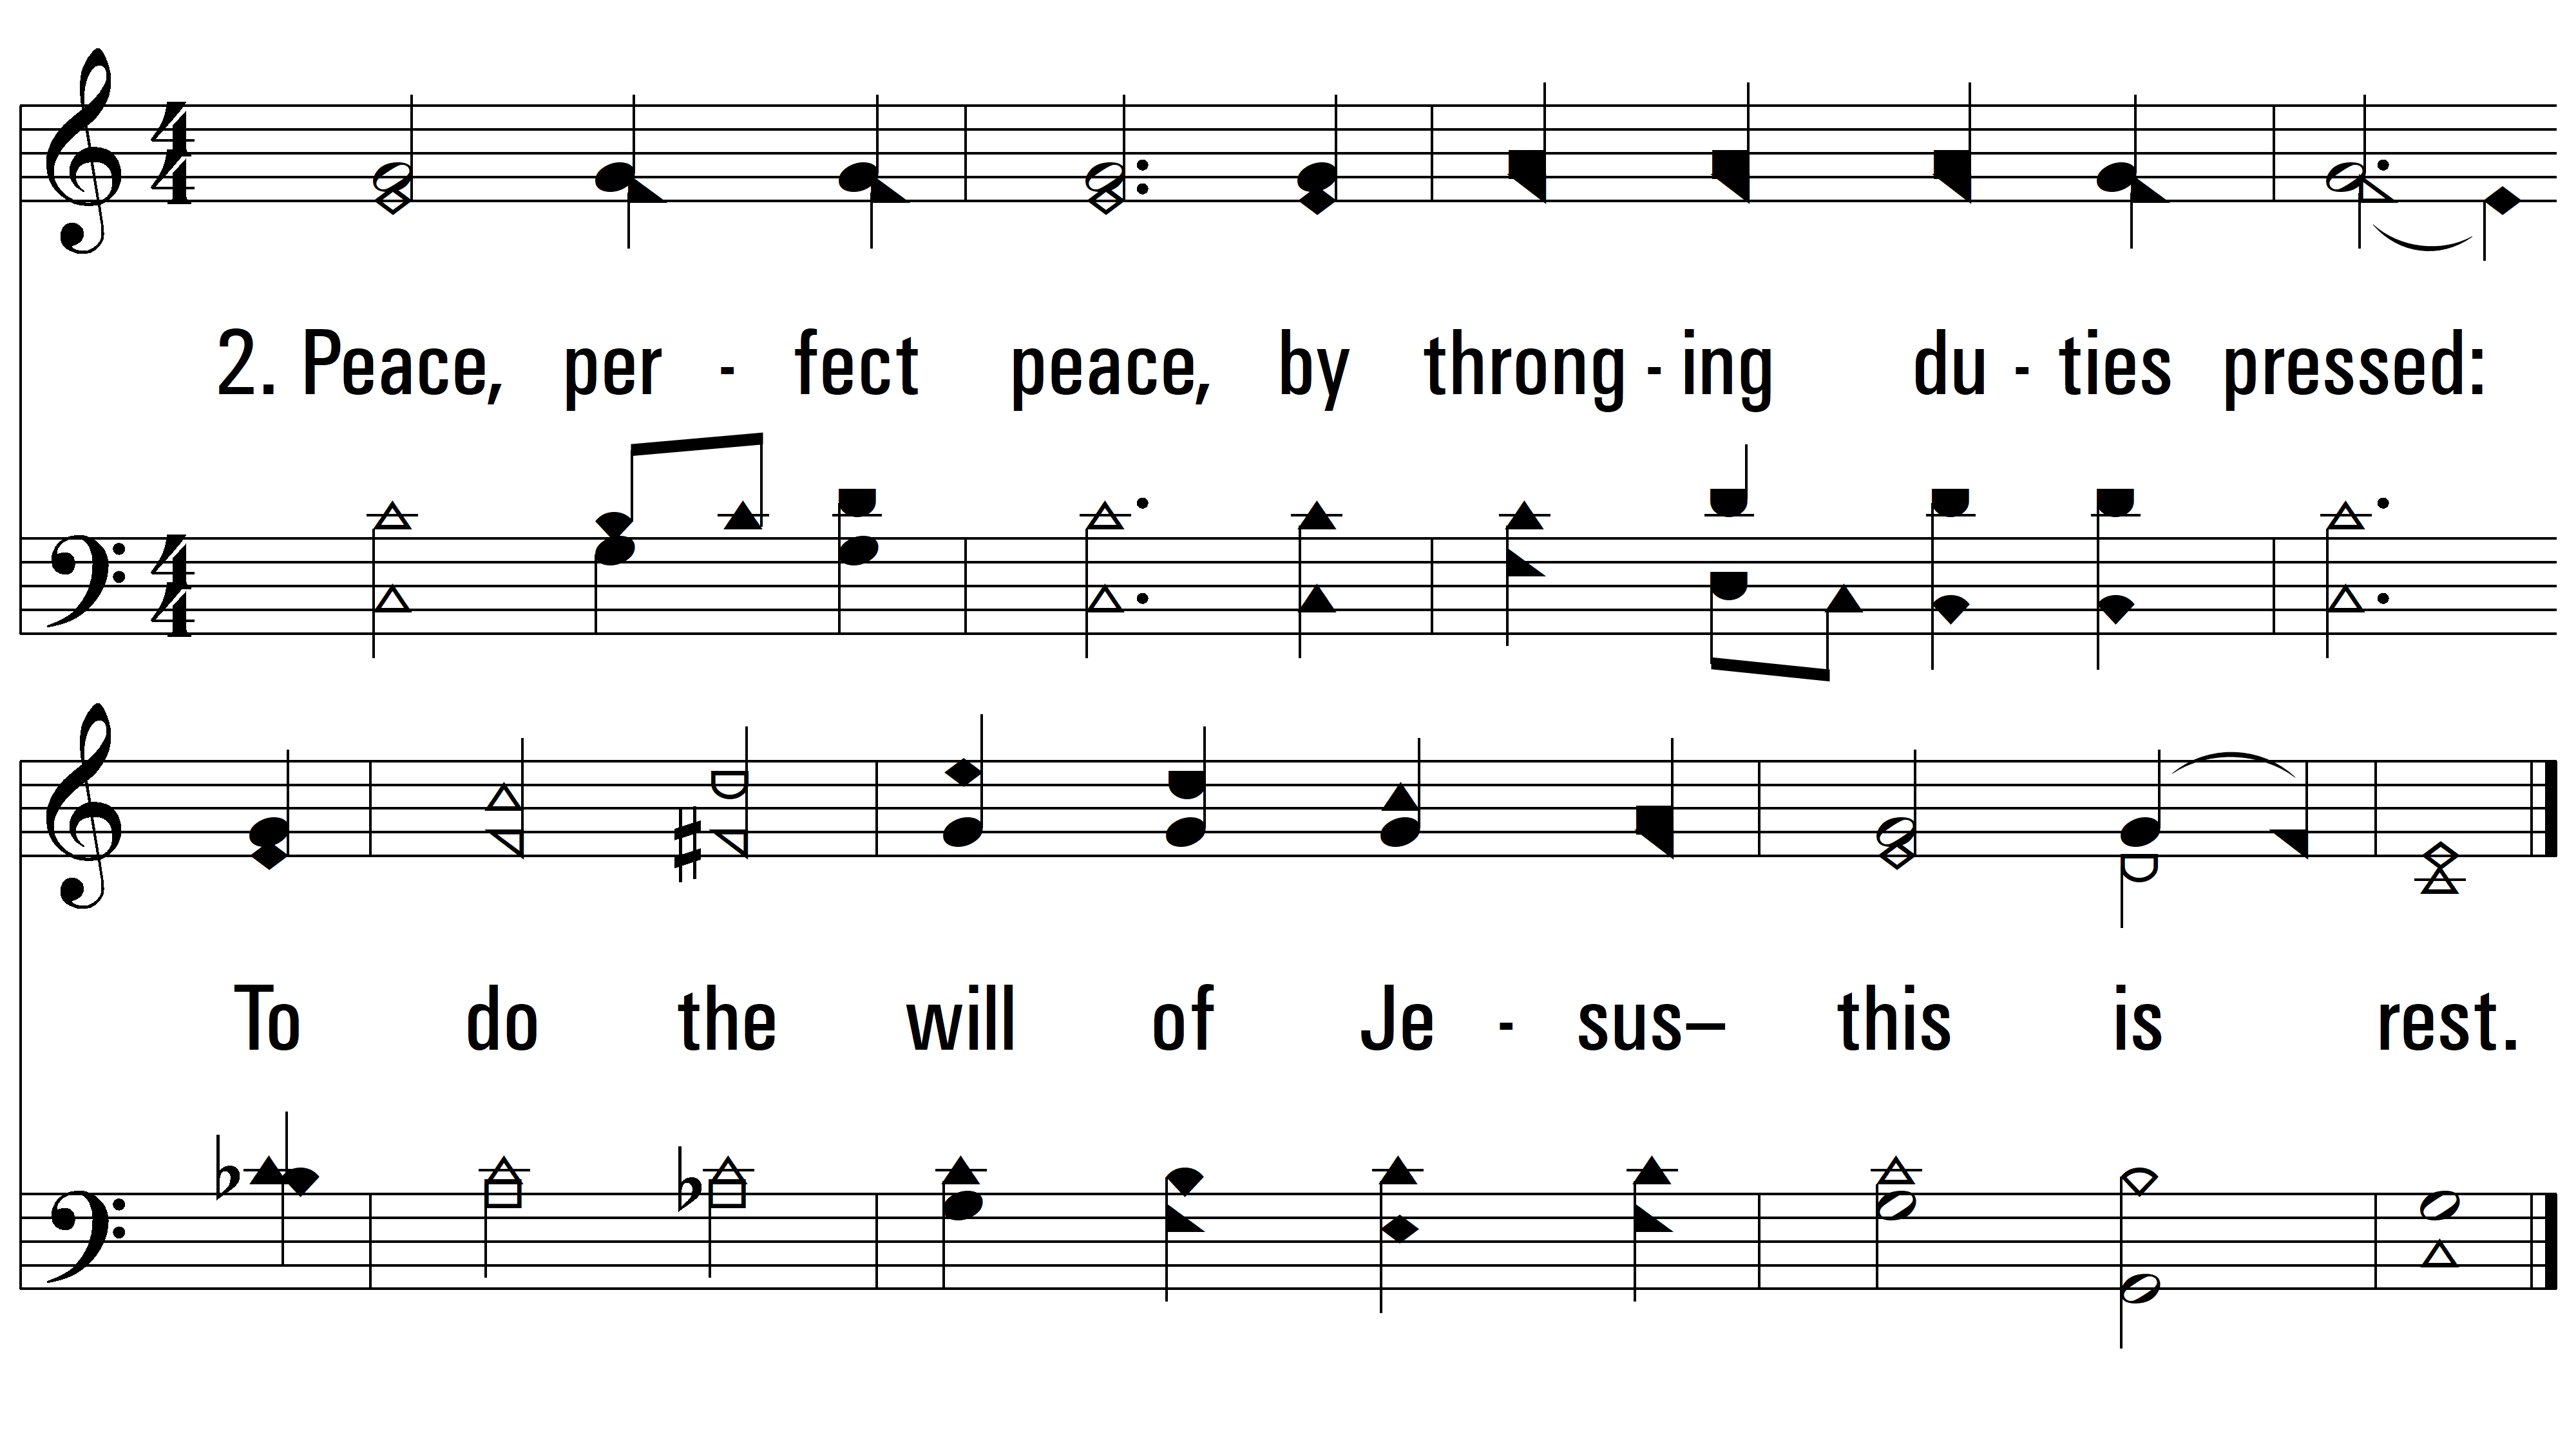 2. Peace, per - fect peace, by throng - ing du - ties pressed:
To do the will of Je - sus– this is rest.